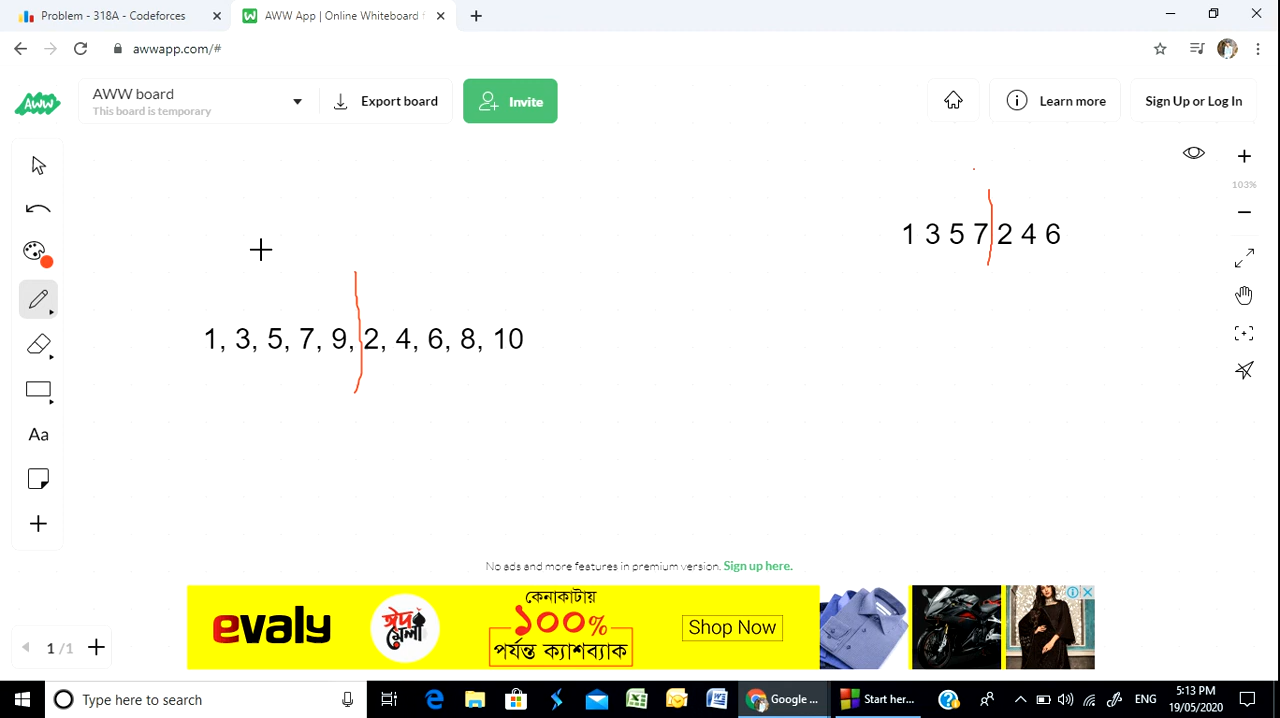 Problem - 318A - Codeforces
AWW App | Online Whiteboard f
awwapp.com/#
AWW
AWW board
This board is temporary
Export board
Invite
Learn more
Sign Up or Log In
103%
1 3 5 7 2 4 6
1, 3, 5, 7, 9, 2, 4, 6, 8, 10
Aa
No ads and more features in premium version. Sign up here.
evaly
ঈদ
মেলা
কেনাকাটায়
১০০%
পর্যন্ত ক্যাশব্যাক
Shop Now
1 /1
Type here to search
Google ...
Start her...
ENG
5:13 PM
19/05/2020